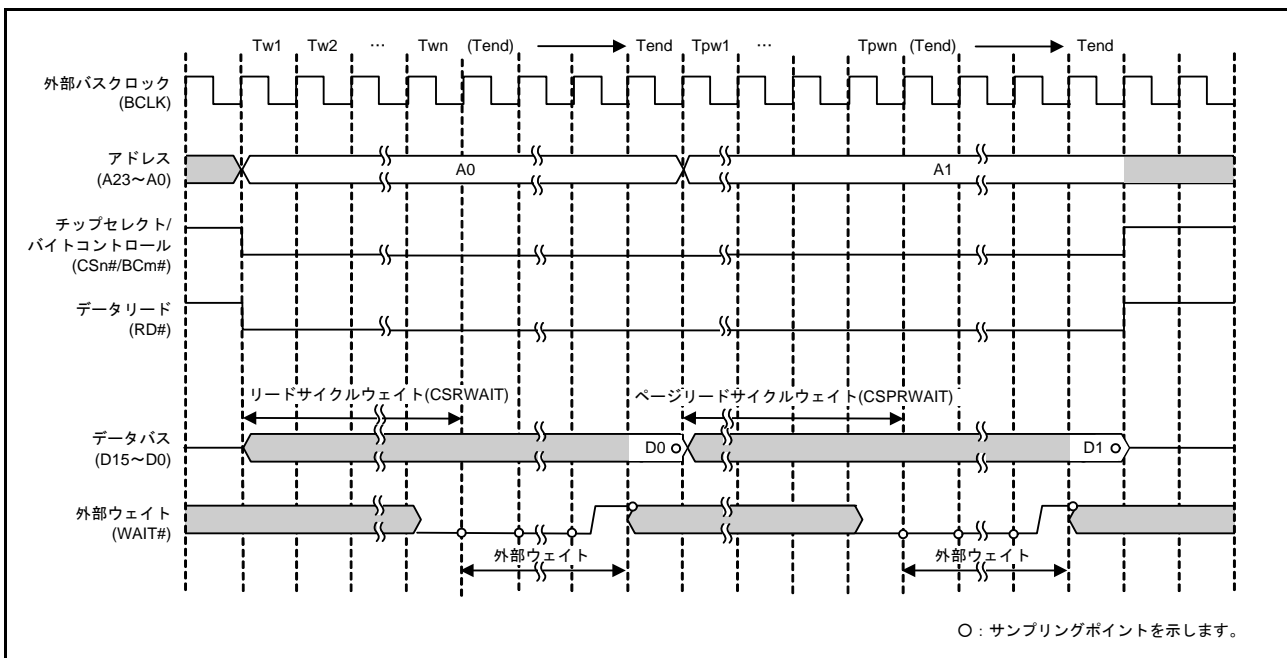 Tw1 Tw2 … Twn (Tend) Tend Tpw1 … Tpwn (Tend) Tend
外部バスクロック
(BCLK)
アドレス
(A23～A0)
A0 A1
チップセレクト/
バイトコントロール
(CSn#/BCm#)
データリード
(RD#)
リードサイクルウェイト(CSRWAIT) ページリードサイクルウェイト(CSPRWAIT)
データバス
(D15～D0)
D0 D1
外部ウェイト
(WAIT#)
外部ウェイト 外部ウェイト
○：サンプリングポイントを示します。